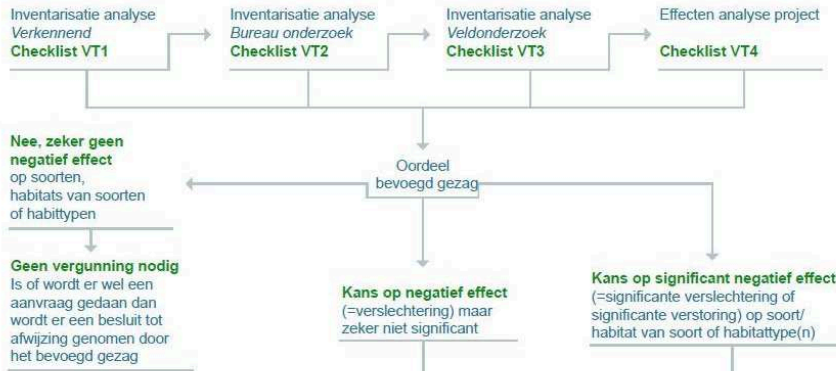 Inventarisatie analyse
Verkennend
Checklist VT1
Inventarisatie analyse
Bureau onderzoek
Checklist VT2
Inventarisatie analyse
Veldonderzoek
Checklist VT3
Effecten analyse project
Checklist VT4
Oordeel
bevoegd gezag
Nee, zeker geen
negatief effect
op soorten,
habitats van soorten
of habittypen
Geen vergunning nodig
Is of wordt er wel een
aanvraag gedaan dan
wordt er een besluit tot
afwijzing genomen door
het bevoegd gezag
Kans op negatief effect
(=verslechtering) maar
zeker niet significant
Kans op significant negatief effect
(=significante verslechtering of
significante verstoring) op soort/
habitat van soort of habitattype(n)